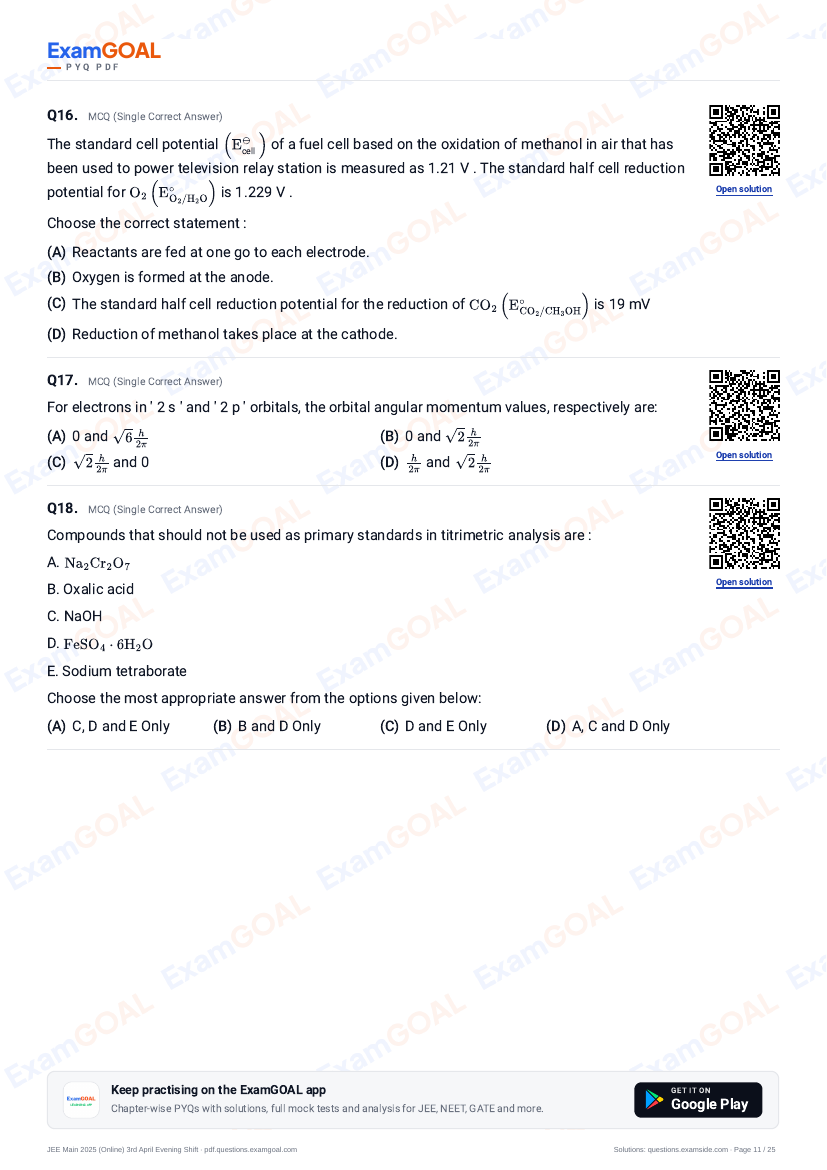 ExamGOAL
PYQ PDF
Q16. MCQ (Single Correct Answer)
The standard cell potential (E⊖cell) of a fuel cell based on the oxidation of methanol in air that has
been used to power television relay station is measured as 1.21 V . The standard half cell reduction
potential for O₂ (E°O₂/H₂O) is 1.229 V .
Open solution
Choose the correct statement :
(A) Reactants are fed at one go to each electrode.
(B) Oxygen is formed at the anode.
(C) The standard half cell reduction potential for the reduction of CO₂ (E°CO₂/CH₃OH) is 19 mV
(D) Reduction of methanol takes place at the cathode.
Q17. MCQ (Single Correct Answer)
For electrons in ' 2 s ' and ' 2 p ' orbitals, the orbital angular momentum values, respectively are:
(A) 0 and √6 h/2π
(B) 0 and √2 h/2π
(C) √2 h/2π and 0
(D) h/2π and √2 h/2π
Open solution
Q18. MCQ (Single Correct Answer)
Compounds that should not be used as primary standards in titrimetric analysis are :
A. Na₂Cr₂O₇
B. Oxalic acid
Open solution
C. NaOH
D. FeSO₄ · 6H₂O
E. Sodium tetraborate
Choose the most appropriate answer from the options given below:
(A) C, D and E Only (B) B and D Only (C) D and E Only (D) A, C and D Only
Keep practising on the ExamGOAL app
Chapter-wise PYQs with solutions, full mock tests and analysis for JEE, NEET, GATE and more.
GET IT ON
Google Play
JEE Main 2025 (Online) 3rd April Evening Shift · pdf.questions.examgoal.com
Solutions: questions.examside.com · Page 11 / 25